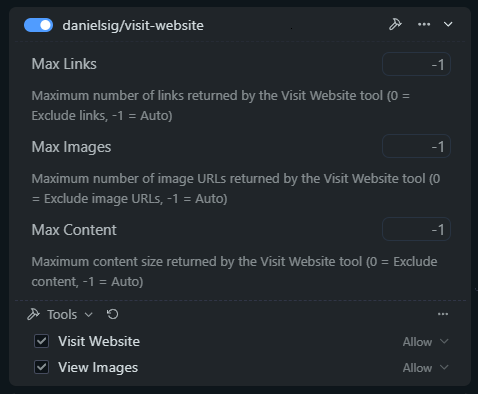 danielsig/visit-website
Max Links -1
Maximum number of links returned by the Visit Website tool (0 =
Exclude links, -1 = Auto)
Max Images -1
Maximum number of image URLs returned by the Visit Website tool (0
= Exclude image URLs, -1 = Auto)
Max Content -1
Maximum content size returned by the Visit Website tool (0 = Exclude
content, -1 = Auto)
Tools
Visit Website Allow
View Images Allow